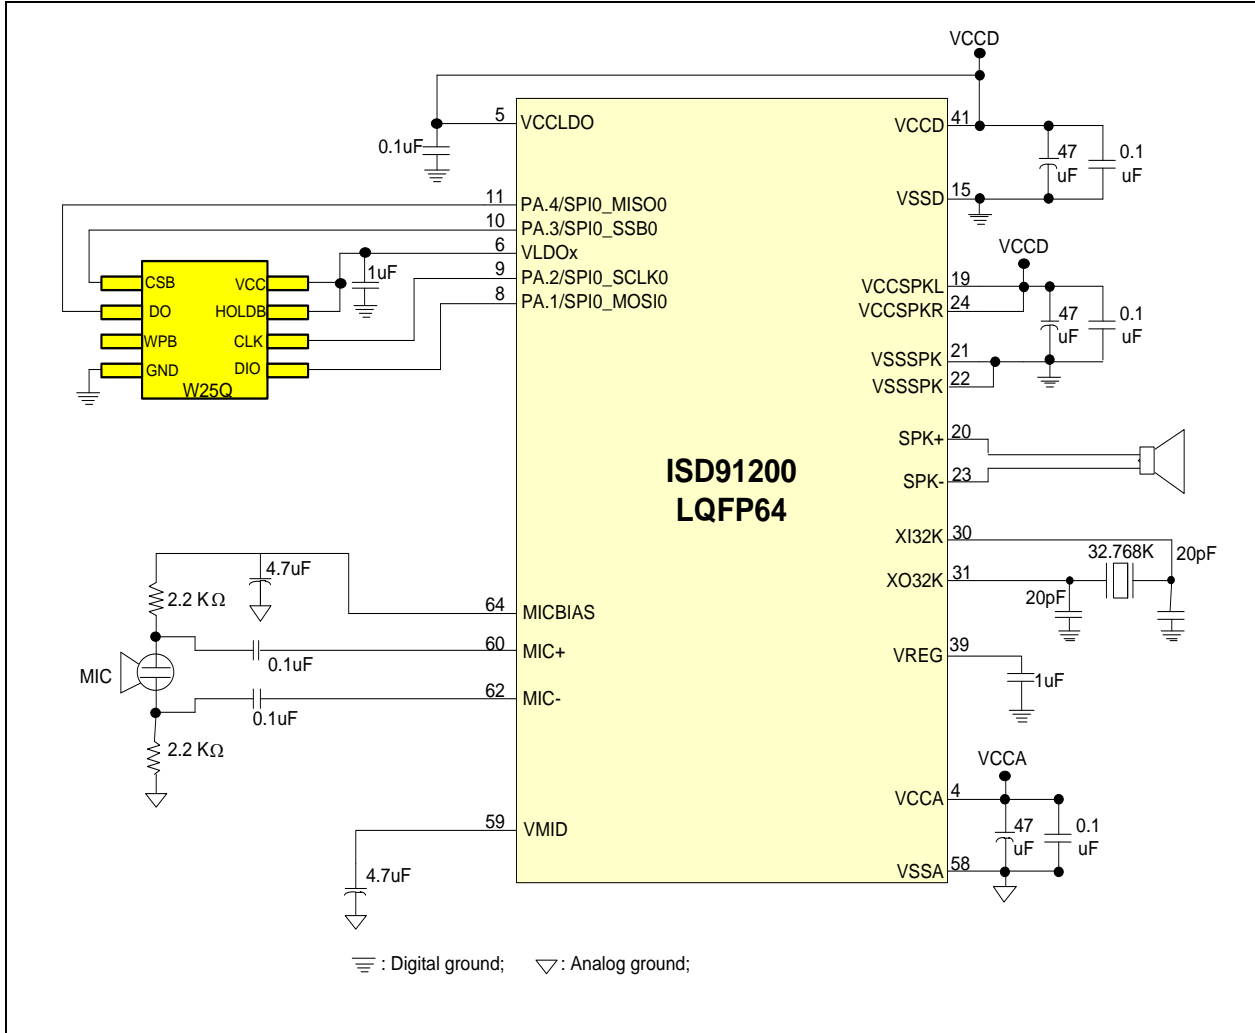 VCCD
5
VCCLDO
0.1uF
VCCD
41
47
uF
0.1
uF
VSSD
15
11
PA.4/SPI0_MISO0
10
PA.3/SPI0_SSB0
6
VLDOx
9
PA.2/SPI0_SCLK0
8
PA.1/SPI0_MOSI0
1uF
CSB
VCC
DO
HOLDB
WPB
CLK
GND
DIO
W25Q
VCCD
VCCSPKL
19
VCCSPKR
24
47
uF
0.1
uF
VSSSPK
21
VSSSPK
22
SPK+
20
SPK-
23
ISD91200
LQFP64
XI32K
30
XO32K
31
32.768K
20pF
20pF
VREG
39
1uF
4.7uF
2.2 KΩ
64
MICBIAS
60
MIC+
0.1uF
MIC
62
MIC-
0.1uF
2.2 KΩ
VCCA
VCCA
4
47
uF
0.1
uF
VSSA
58
59
VMID
4.7uF
: Digital ground;
: Analog ground;